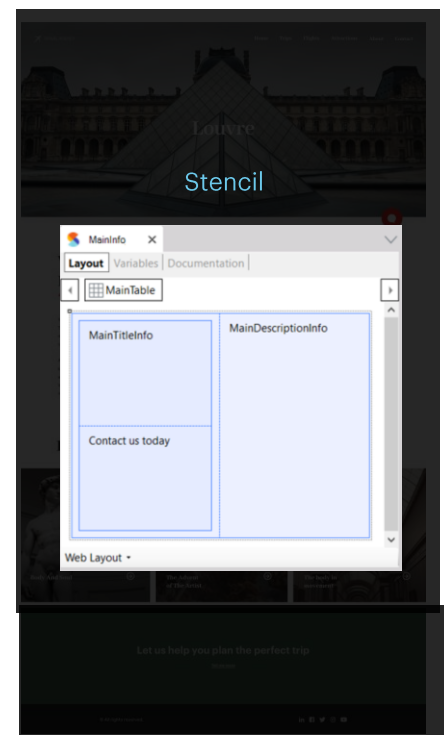 Louvre
Stencil
MainInfo
Layout Variables Documentation
MainTable
MainTitleInfo
MainDescriptionInfo
Contact us today
Web Layout
Let us help you plan the perfect trip